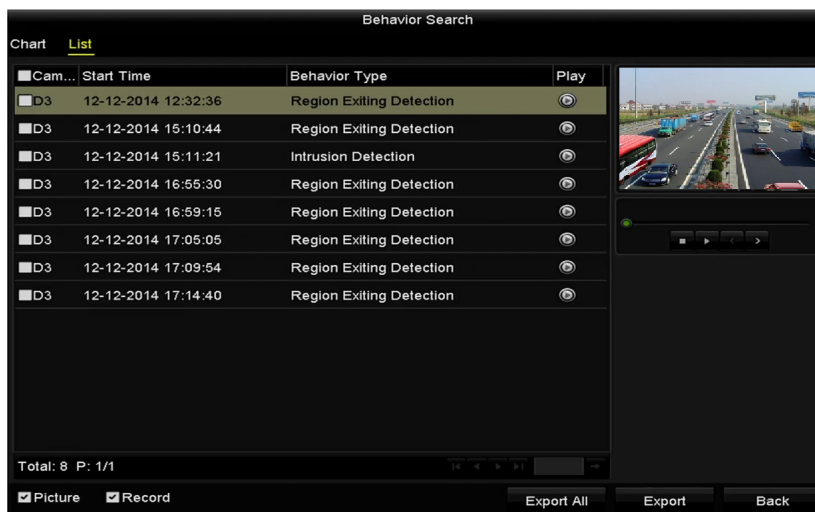 Behavior Search
Chart List
Cam... Start Time Behavior Type Play
D3 12-12-2014 12:32:36 Region Exiting Detection
D3 12-12-2014 15:10:44 Region Exiting Detection
D3 12-12-2014 15:11:21 Intrusion Detection
D3 12-12-2014 16:55:30 Region Exiting Detection
D3 12-12-2014 16:59:15 Region Exiting Detection
D3 12-12-2014 17:05:05 Region Exiting Detection
D3 12-12-2014 17:09:54 Region Exiting Detection
D3 12-12-2014 17:14:40 Region Exiting Detection
Total: 8 P: 1/1
Picture Record Export All Export Back